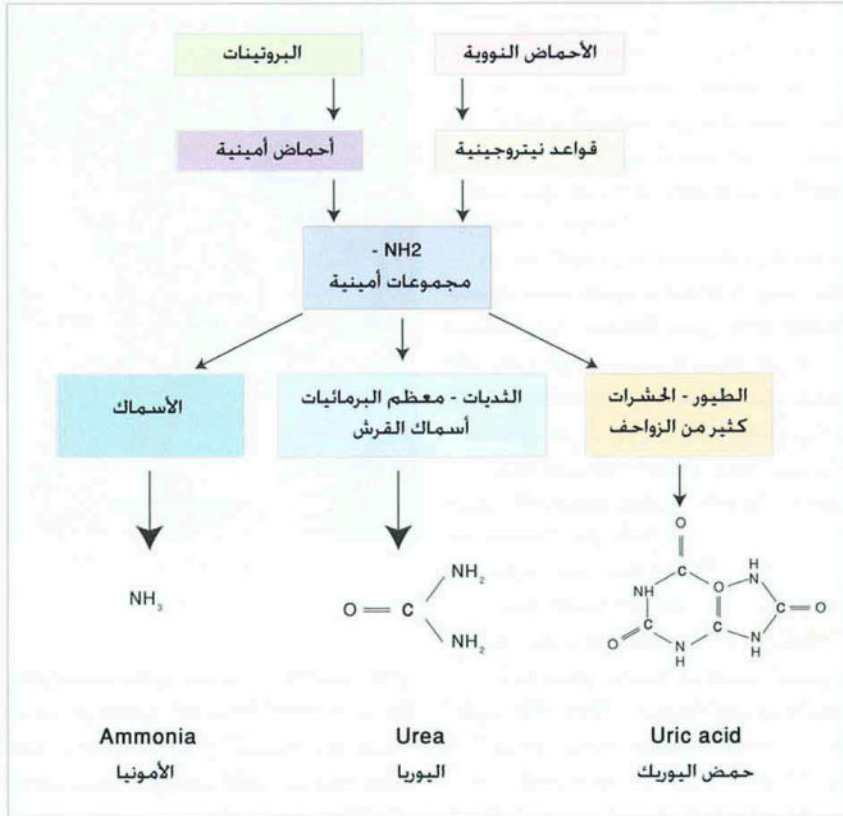 الأحماض النووية
البروتينات
قواعد نيتروجينية
أحماض أمينية
- NH2
مجموعات أمينية
الطيور - الحشرات
كثير من الزواحف
الثديات - معظم البرمائيات
أسماك القرش
الأسماك
NH₃
O = C
NH₂
NH₂
O
C
NH
O
C
N
H
C
O
N
H
C = O
N
H
Ammonia
الأمونيا
Urea
اليوريا
Uric acid
حمض اليوريك